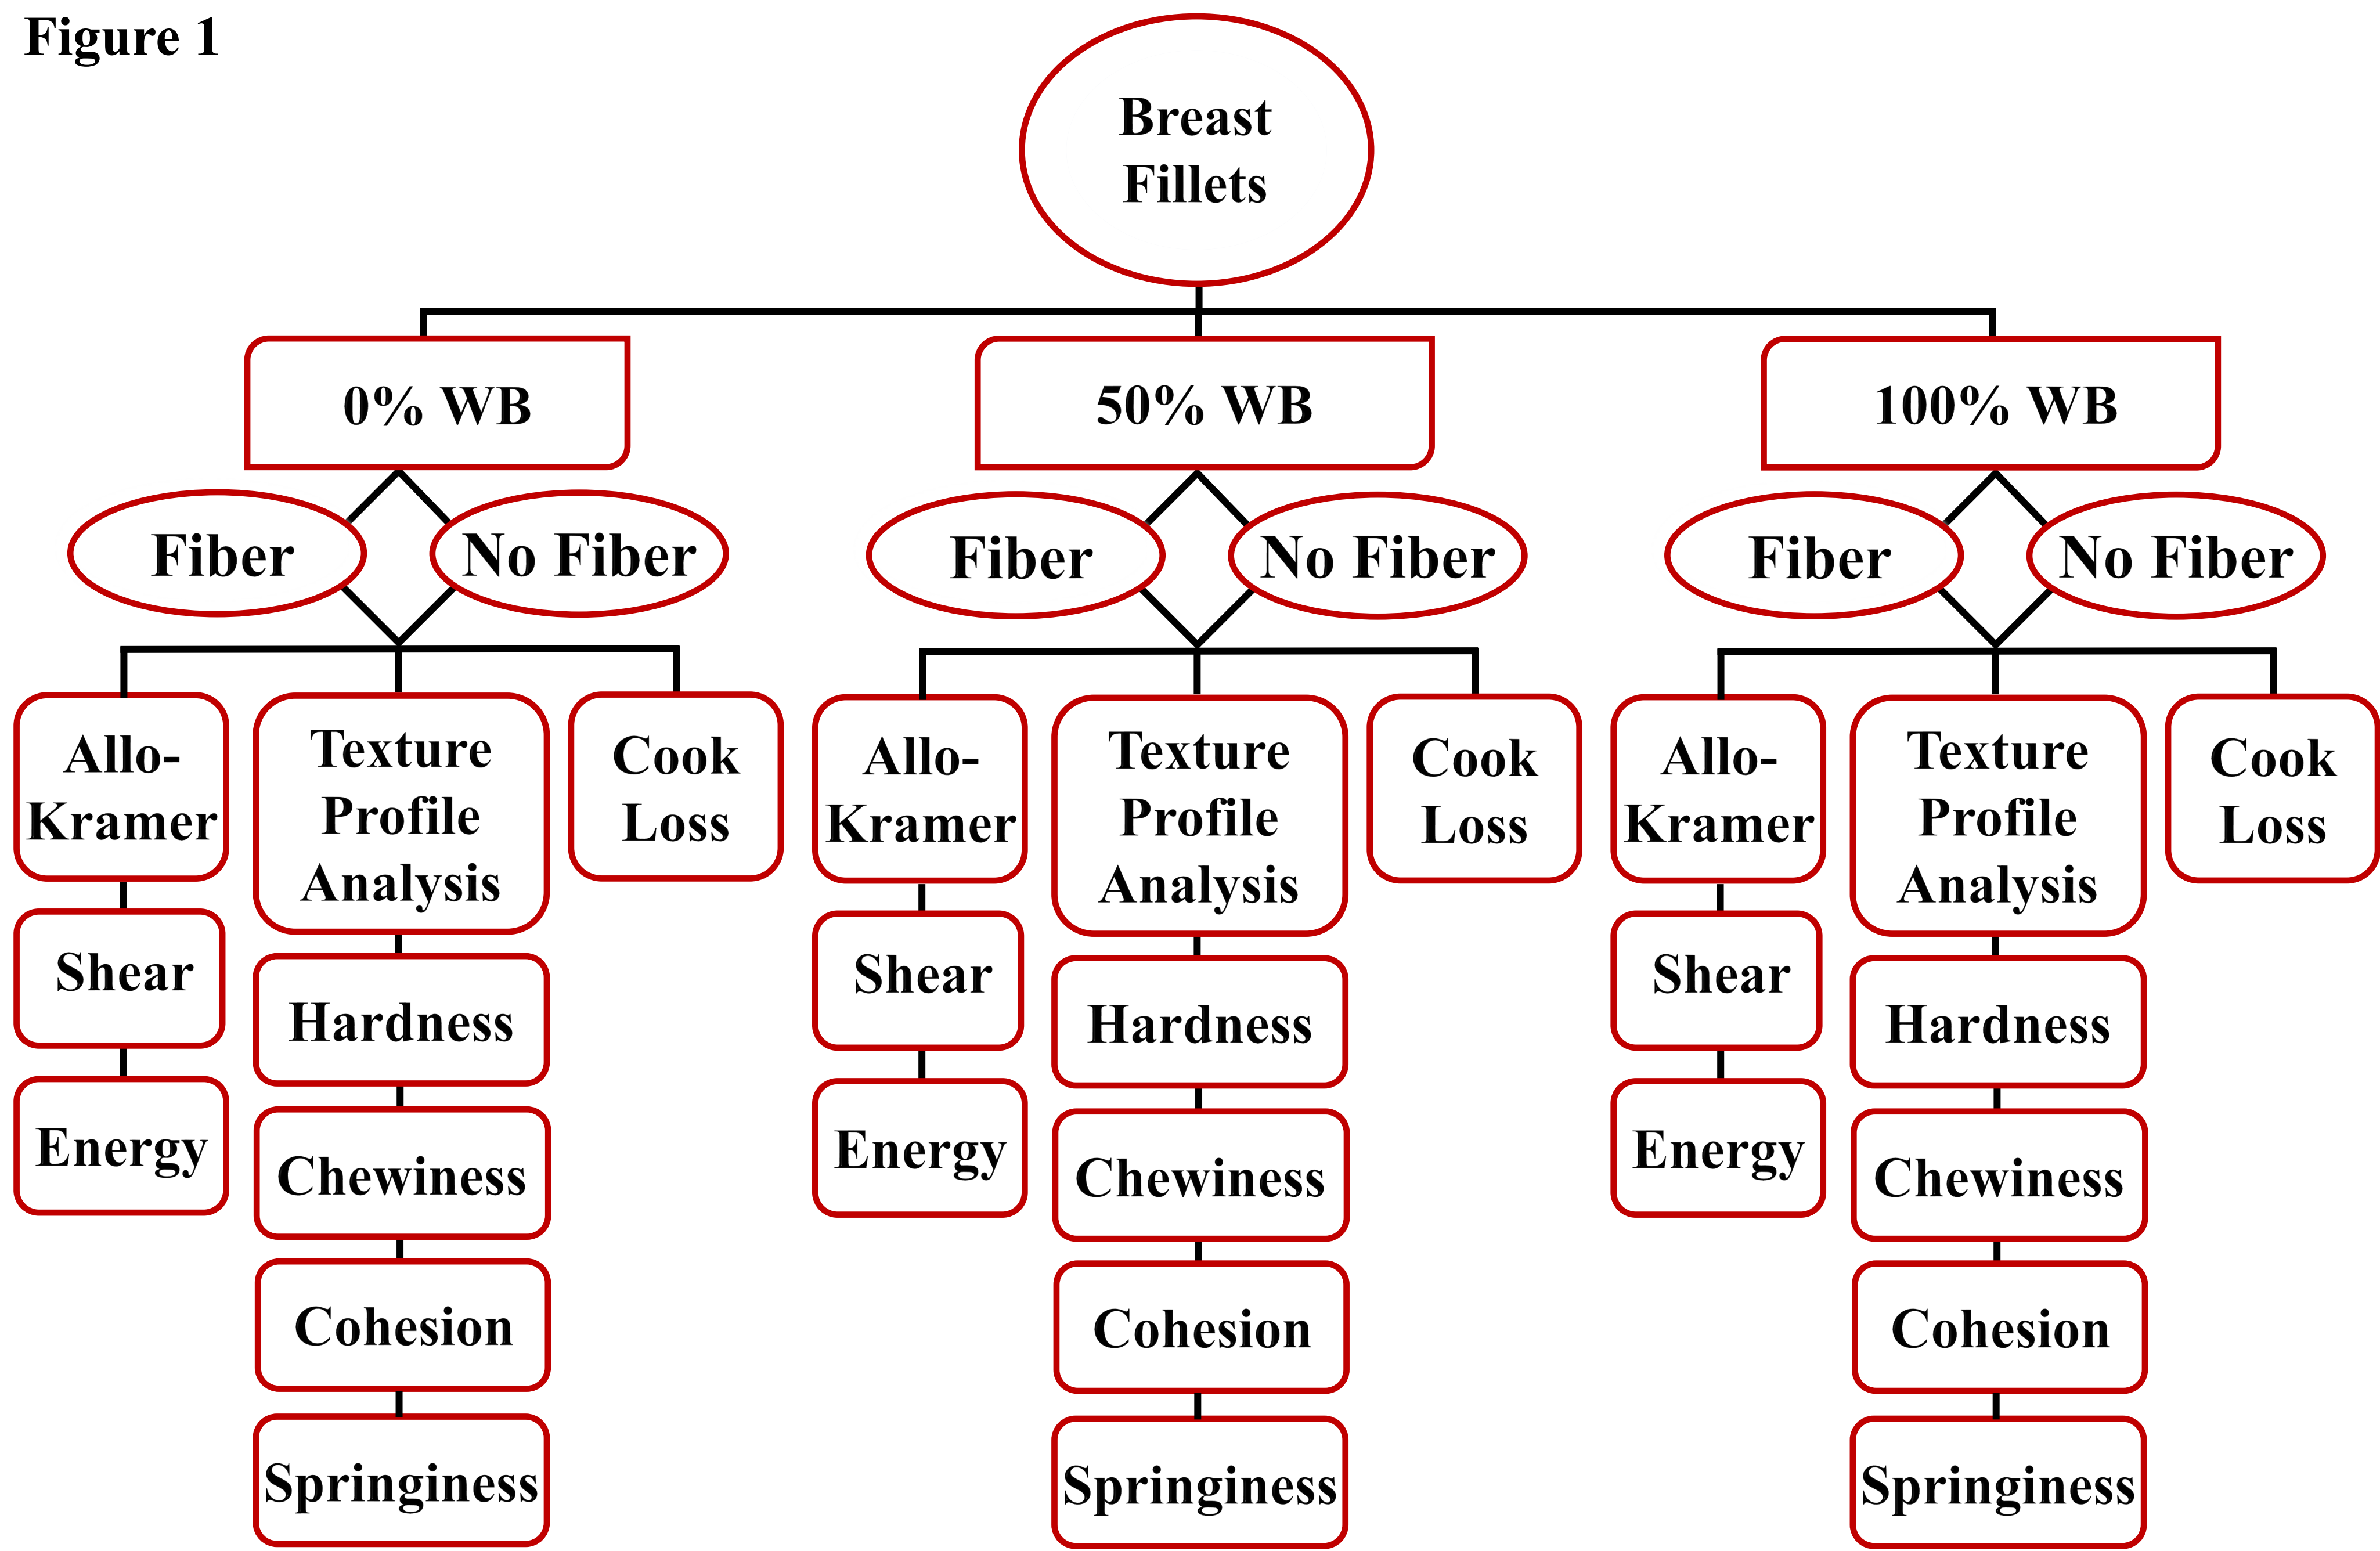 Figure 1
Breast
Fillets
0% WB
50% WB
100% WB
Fiber
No Fiber
Fiber
No Fiber
Fiber
No Fiber
Allo-
Kramer
Texture
Profile
Analysis
Cook
Loss
Allo-
Kramer
Texture
Profile
Analysis
Cook
Loss
Allo-
Kramer
Texture
Profile
Analysis
Cook
Loss
Shear
Hardness
Shear
Hardness
Shear
Hardness
Energy
Chewiness
Energy
Chewiness
Energy
Chewiness
Cohesion
Cohesion
Cohesion
Springiness
Springiness
Springiness